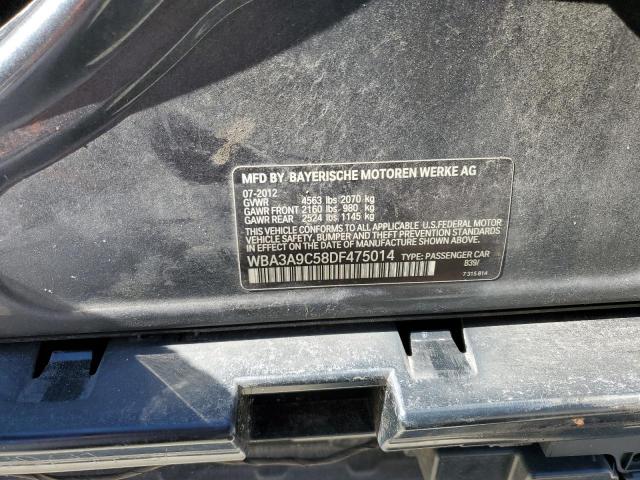 MFD BY BAYERISCHE MOTOREN WERKE AG
07-2012
GVWR 4563 lbs 2070 kg
GAWR FRONT 2160 lbs 980 kg
GAWR REAR 2524 lbs 1145 kg
THIS VEHICLE CONFORMS TO ALL APPLICABLE U.S.FEDERAL MOTOR
VEHICLE SAFETY, BUMPER AND THEFT PREVENTION STANDARDS
IN EFFECT ON THE DATE OF MANUFACTURE SHOWN ABOVE.
WBA3A9C58DF475014 TYPE: PASSENGER CAR
B39/
7 315 814